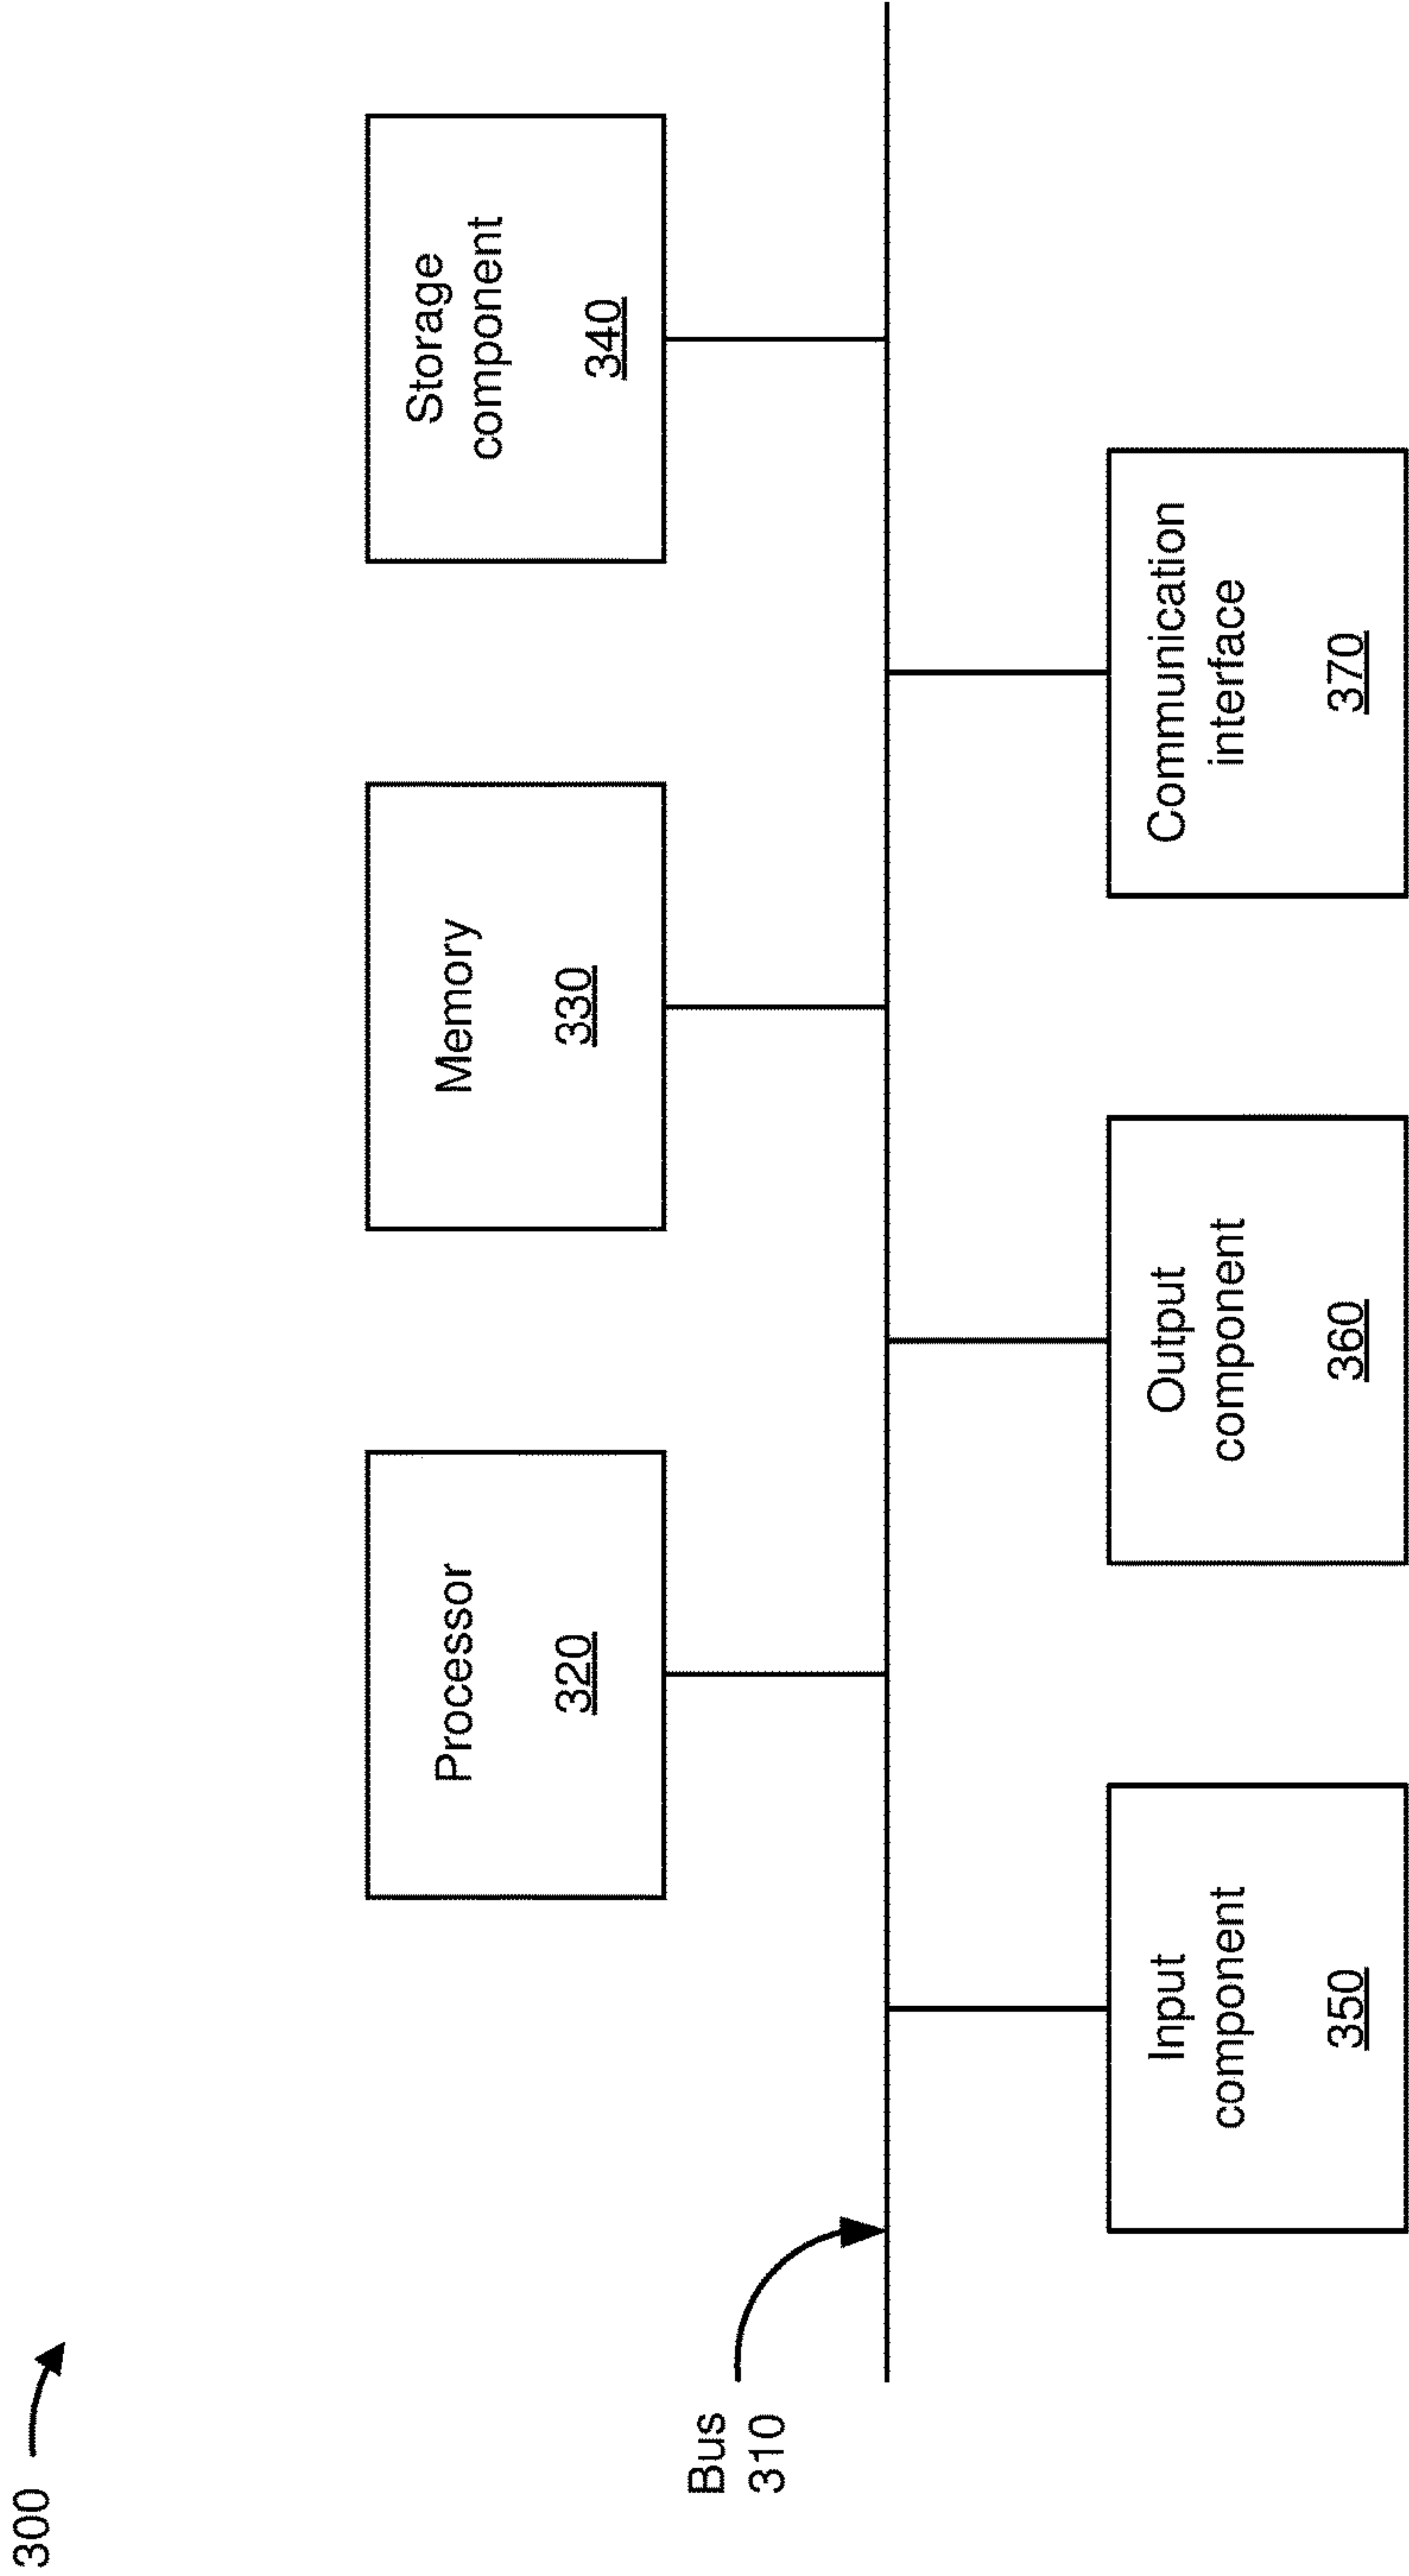 300
Processor
320
Memory
330
Storage
component
340
Bus
310
Input
component
350
Output
component
360
Communication
interface
370